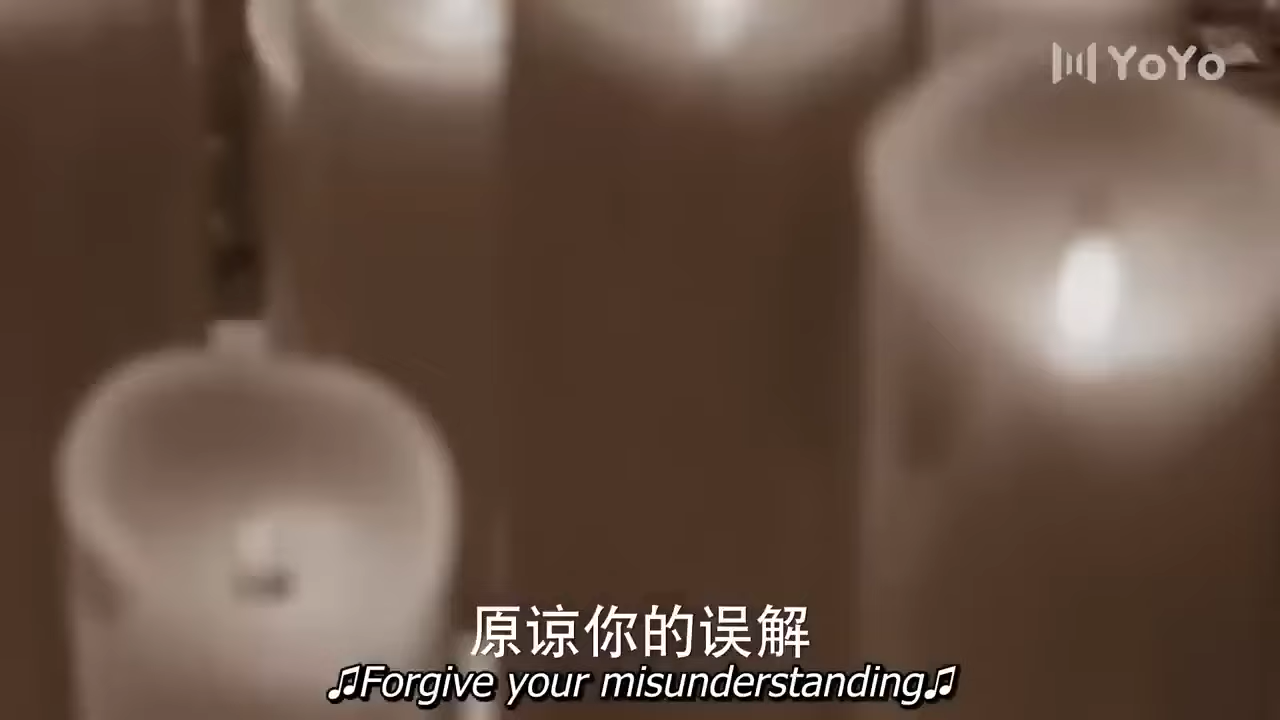 YoYo
原谅你的误解
♫Forgive your misunderstanding♫